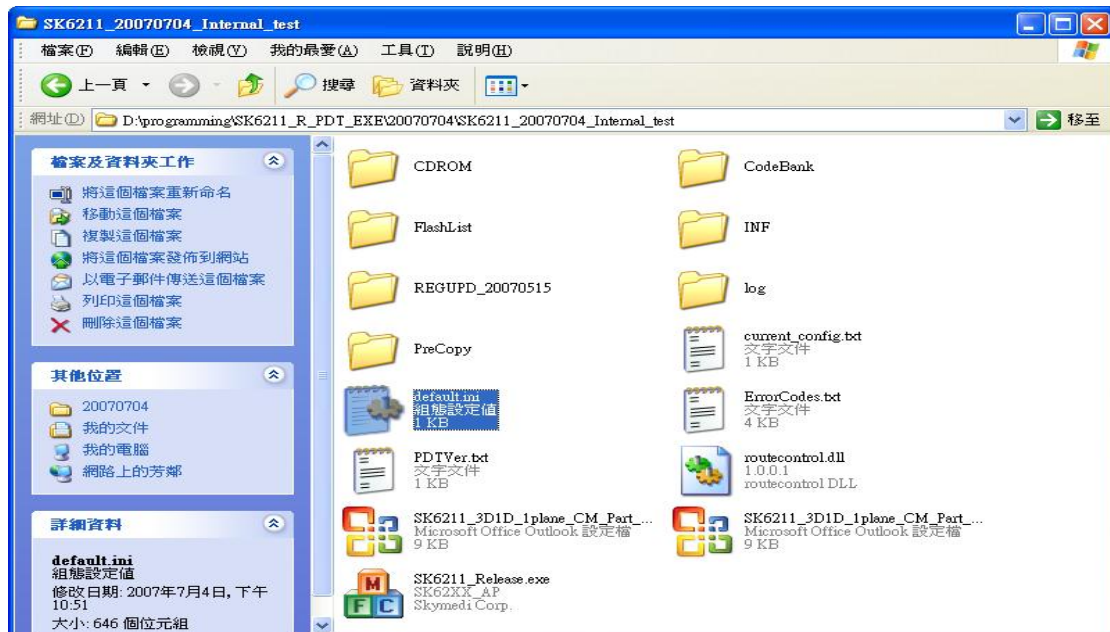 SK6211_20070704_Internal_test
檔案(F) 編輯(E) 檢視(V) 我的最愛(A) 工具(T) 說明(H)
上一頁 搜尋 資料夾
網址(D) D:\programming\SK6211_R_PDT_EXE\20070704\SK6211_20070704_Internal_test 移至
檔案及資料夾工作
將這個檔案重新命名
移動這個檔案
複製這個檔案
將這個檔案發佈到網站
以電子郵件傳送這個檔案
列印這個檔案
刪除這個檔案
其他位置
20070704
我的文件
我的電腦
網路上的芳鄰
詳細資料
default.ini
組態設定值
修改日期: 2007年7月4日, 下午
10:51
大小: 646 個位元組
CDROM
CodeBank
FlashList
INF
REGUPD_20070515
log
PreCopy
current_config.txt
文字文件
1 KB
default.ini
組態設定值
1 KB
ErrorCodes.txt
文字文件
4 KB
PDTVer.txt
文字文件
1 KB
routecontrol.dll
1.0.0.1
routecontrol DLL
SK6211_3D1D_1plane_CM_Part_...
Microsoft Office Outlook 設定檔
9 KB
SK6211_3D1D_1plane_CM_Part_...
Microsoft Office Outlook 設定檔
9 KB
SK6211_Release.exe
SK62XX_AP
Skymedi Corp.